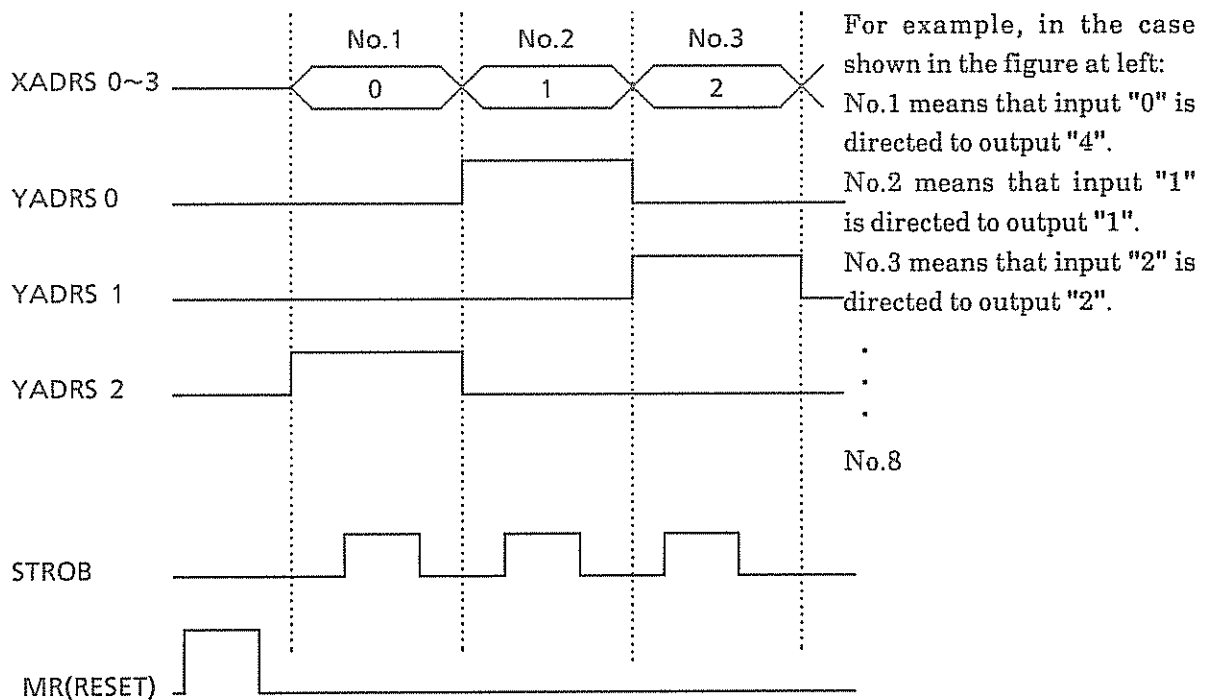 No.1 No.2 No.3
XADRS 0~3 0 1 2
YADRS 0
YADRS 1
YADRS 2
STROB
MR(RESET)
For example, in the case
shown in the figure at left:
No.1 means that input "0" is
directed to output "4".
No.2 means that input "1"
is directed to output "1".
No.3 means that input "2" is
directed to output "2".
.
.
.
No.8